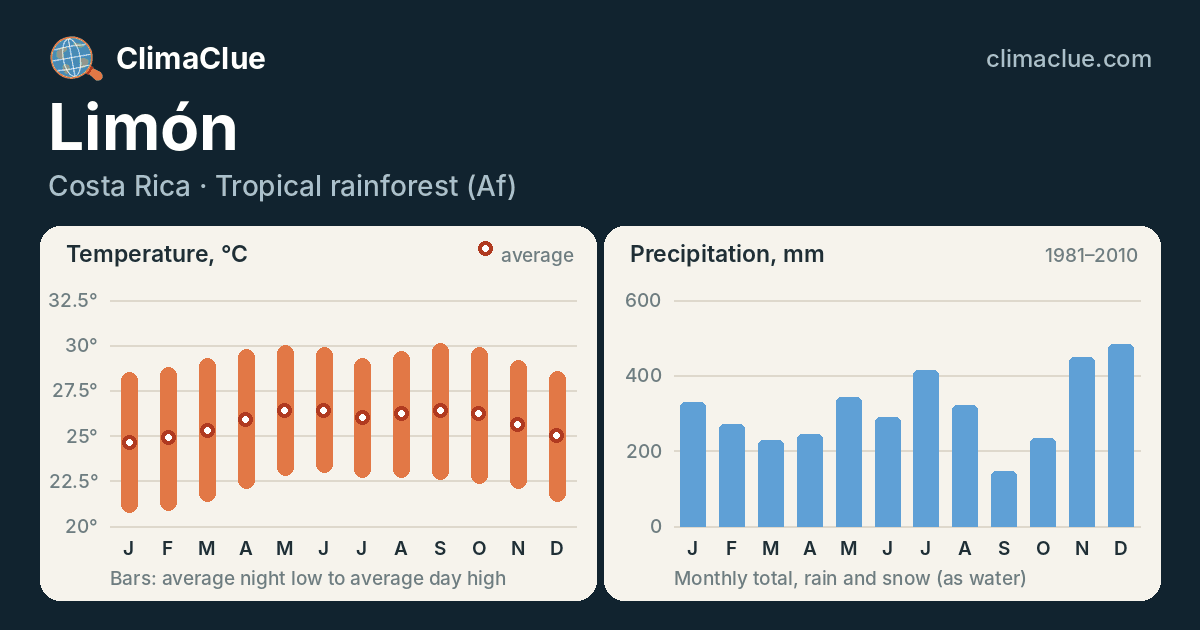 ClimaClue
climaclue.com
Limón
Costa Rica · Tropical rainforest (Af)
Temperature, °C
average
32.5°
30°
27.5°
25°
22.5°
20°
J F M A M J J A S O N D
Bars: average night low to average day high
Precipitation, mm
1981–2010
600
400
200
0
J F M A M J J A S O N D
Monthly total, rain and snow (as water)